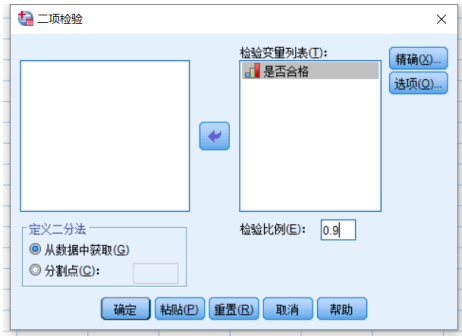 二项检验
检验变量列表(T):
是否合格
精确(X)...
选项(O)...
定义二分法
从数据中获取(G)
分割点(C):
检验比例(E): 0.9
确定 粘贴(P) 重置(R) 取消 帮助